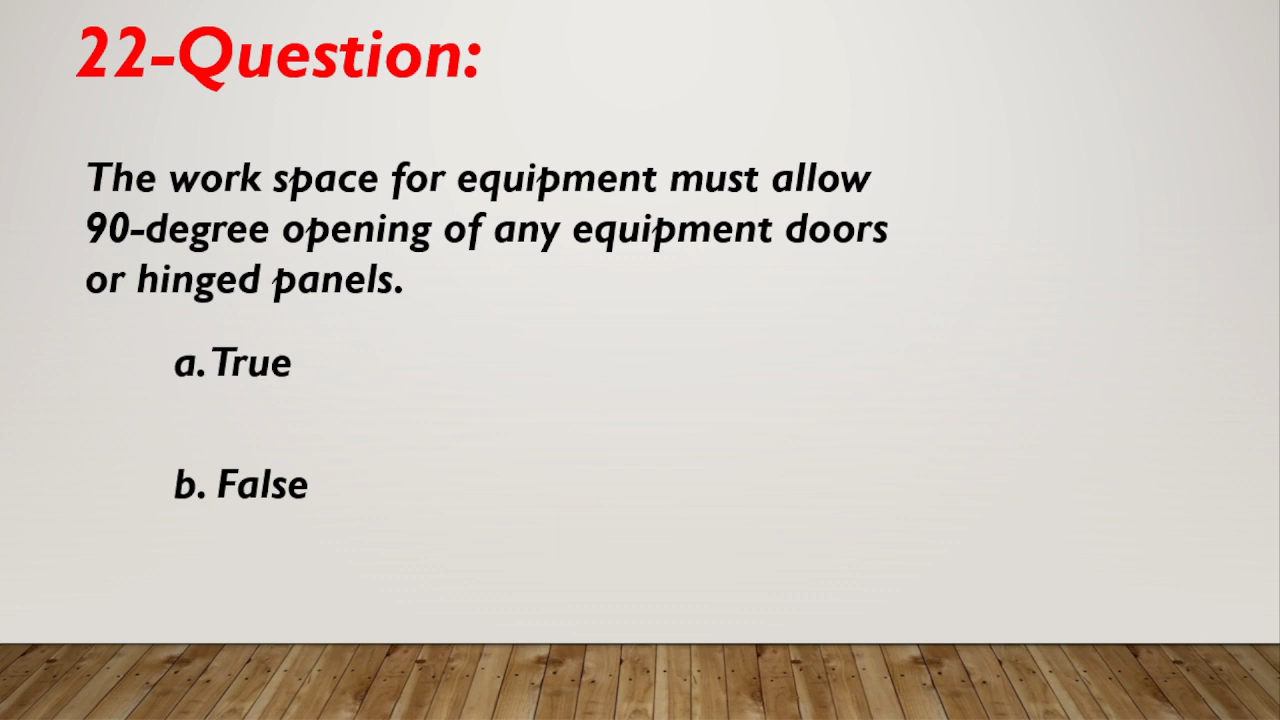 22-Question:
The work space for equipment must allow
90-degree opening of any equipment doors
or hinged panels.
a. True
b. False